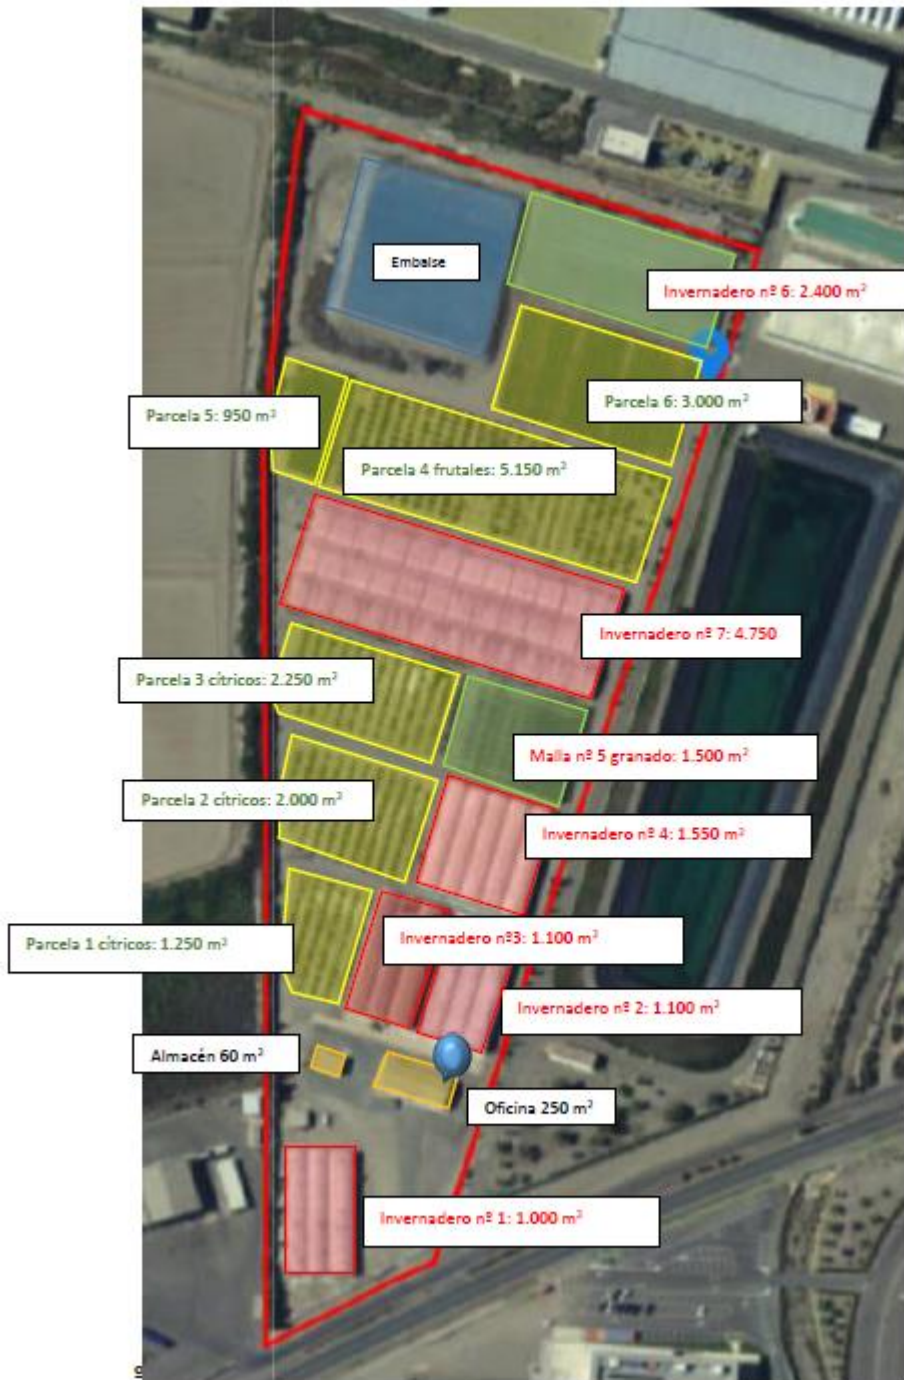 Embalse
Invernadero nº 6: 2.400 m²
Parcela 5: 950 m²
Parcela 6: 3.000 m²
Parcela 4 frutales: 5.150 m²
Invernadero nº 7: 4.750
Parcela 3 cítricos: 2.250 m²
Malla nº 5 granado: 1.500 m²
Parcela 2 cítricos: 2.000 m²
Invernadero nº 4: 1.550 m²
Parcela 1 cítricos: 1.250 m²
Invernadero nº3: 1.100 m²
Invernadero nº 2: 1.100 m²
Almacén 60 m²
Oficina 250 m²
Invernadero nº 1: 1.000 m²